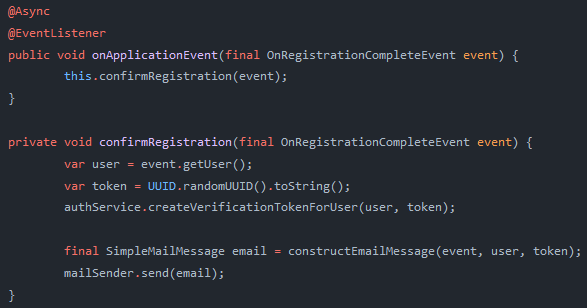 @Async
@EventListener
public void onApplicationEvent(final OnRegistrationCompleteEvent event) {
        this.confirmRegistration(event);
}

private void confirmRegistration(final OnRegistrationCompleteEvent event) {
        var user = event.getUser();
        var token = UUID.randomUUID().toString();
        authService.createVerificationTokenForUser(user, token);

        final SimpleMailMessage email = constructEmailMessage(event, user, token);
        mailSender.send(email);
}